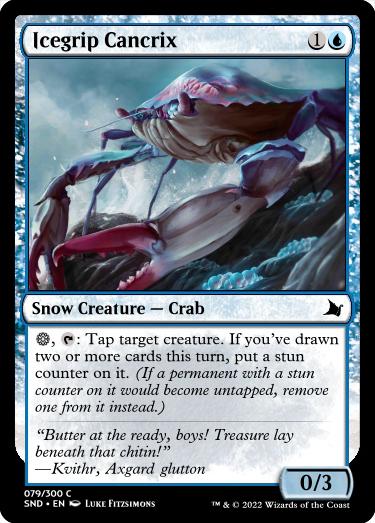 Icegrip Cancrix 1
Snow Creature — Crab
, : Tap target creature. If you've drawn
two or more cards this turn, put a stun
counter on it. (If a permanent with a stun
counter on it would become untapped, remove
one from it instead.)
“Butter at the ready, boys! Treasure lay
beneath that chitin!”
—Kvithr, Axgard glutton
0/3
079/300 C
SND • EN Luke Fitzsimons
™ & © 2022 Wizards of the Coast